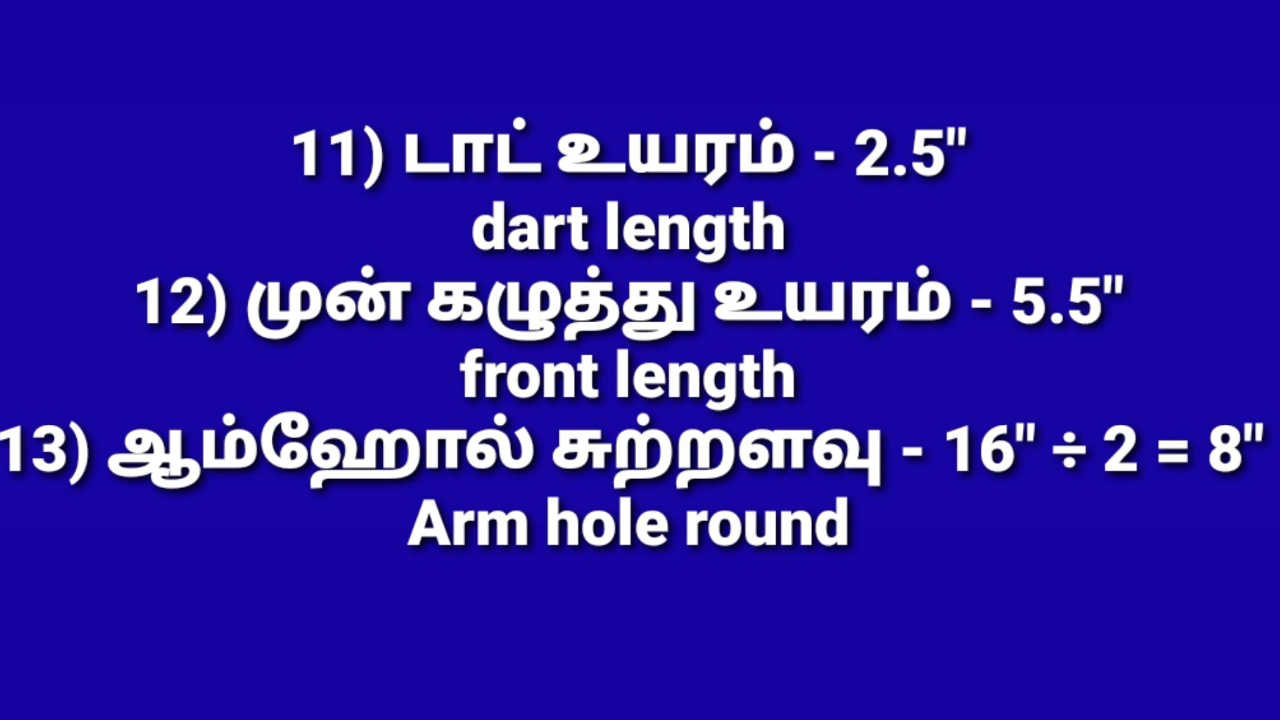 11) டாட் உயரம் - 2.5"
dart length
12) முன் கழுத்து உயரம் - 5.5"
front length
13) ஆம்ஹோல் சுற்றளவு - 16" ÷ 2 = 8"
Arm hole round